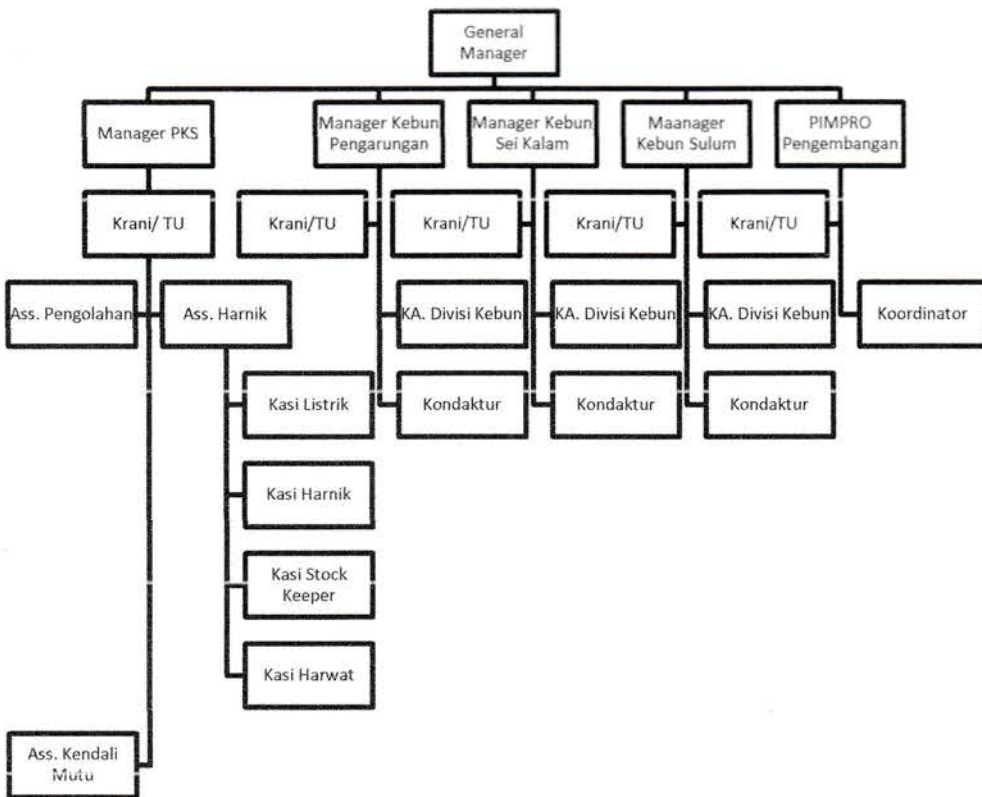 General
Manager
Manager PKS
Manager Kebun
Pengarungan
Manager Kebun
Sei Kalam
Maanager
Kebun Sulum
PIMPRO
Pengembangan
Krani/ TU
Krani/TU
Krani/TU
Krani/TU
Krani/TU
Ass. Pengolahan
Ass. Harnik
KA. Divisi Kebun
KA. Divisi Kebun
KA. Divisi Kebun
Koordinator
Kasi Listrik
Kondaktur
Kondaktur
Kondaktur
Kasi Harnik
Kasi Stock
Keeper
Kasi Harwat
Ass. Kendali
Mutu